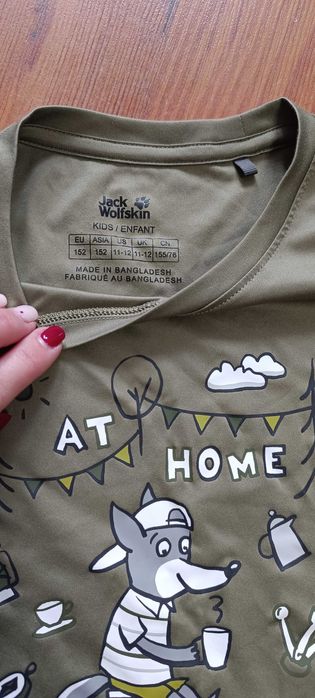 Jack
Wolfskin
KIDS / ENFANT
EU ASIA US UK CN
152 152 11-12 11-12 155/76
MADE IN BANGLADESH
FABRIQUÉ AU BANGLADESH
AT
HOME